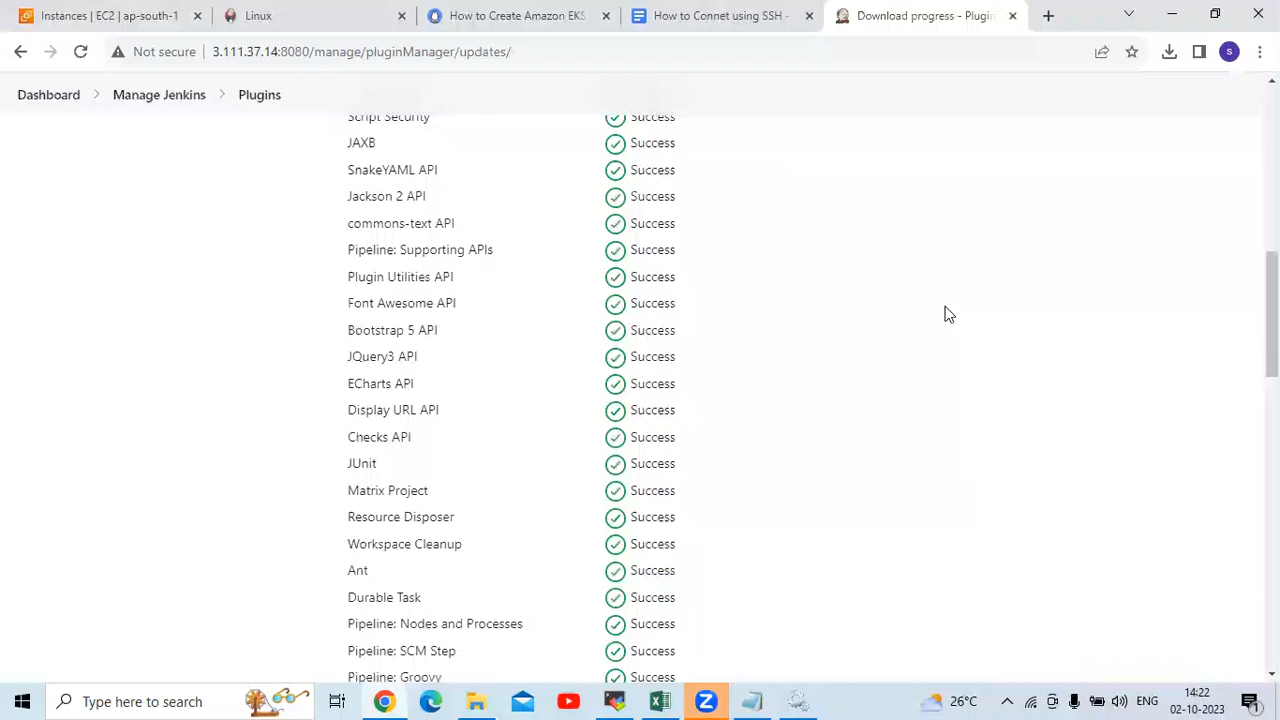 Instances | EC2 | ap-south-1
Linux
How to Create Amazon EKS
How to Connet using SSH -
Download progress - Plugin
Not secure
3.111.37.14:8080/manage/pluginManager/updates/
S
Dashboard
Manage Jenkins
Plugins
Script Security Success
JAXB Success
SnakeYAML API Success
Jackson 2 API Success
commons-text API Success
Pipeline: Supporting APIs Success
Plugin Utilities API Success
Font Awesome API Success
Bootstrap 5 API Success
JQuery3 API Success
ECharts API Success
Display URL API Success
Checks API Success
JUnit Success
Matrix Project Success
Resource Disposer Success
Workspace Cleanup Success
Ant Success
Durable Task Success
Pipeline: Nodes and Processes Success
Pipeline: SCM Step Success
Pipeline: Groovy Success
Type here to search
26°C
14:22
02-10-2023
1